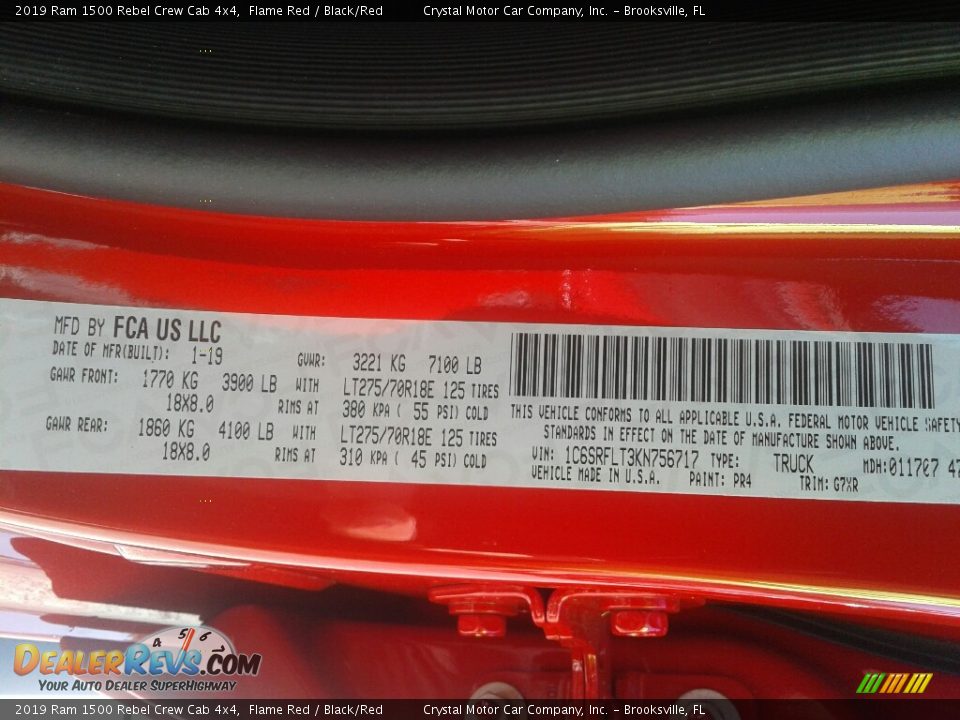 2019 Ram 1500 Rebel Crew Cab 4x4, Flame Red / Black/Red Crystal Motor Car Company, Inc. - Brooksville, FL
MFD BY FCA US LLC
DATE OF MFR(BUILT): 1-19 GVWR: 3221 KG 7100 LB
GAWR FRONT: 1770 KG 3900 LB WITH LT275/70R18E 125 TIRES
18X8.0 RIMS AT 380 KPA ( 55 PSI) COLD
GAWR REAR: 1860 KG 4100 LB WITH LT275/70R18E 125 TIRES
18X8.0 RIMS AT 310 KPA ( 45 PSI) COLD
THIS VEHICLE CONFORMS TO ALL APPLICABLE U.S.A. FEDERAL MOTOR VEHICLE SAFETY
STANDARDS IN EFFECT ON THE DATE OF MANUFACTURE SHOWN ABOVE.
VIN: 1C6SRFLT3KN756717 TYPE: TRUCK MDH:011707 47
VEHICLE MADE IN U.S.A. PAINT: PR4 TRIM: G7XR
4 5 6
DEALERREVS.COM
YOUR AUTO DEALER SUPERHIGHWAY
2019 Ram 1500 Rebel Crew Cab 4x4, Flame Red / Black/Red Crystal Motor Car Company, Inc. - Brooksville, FL